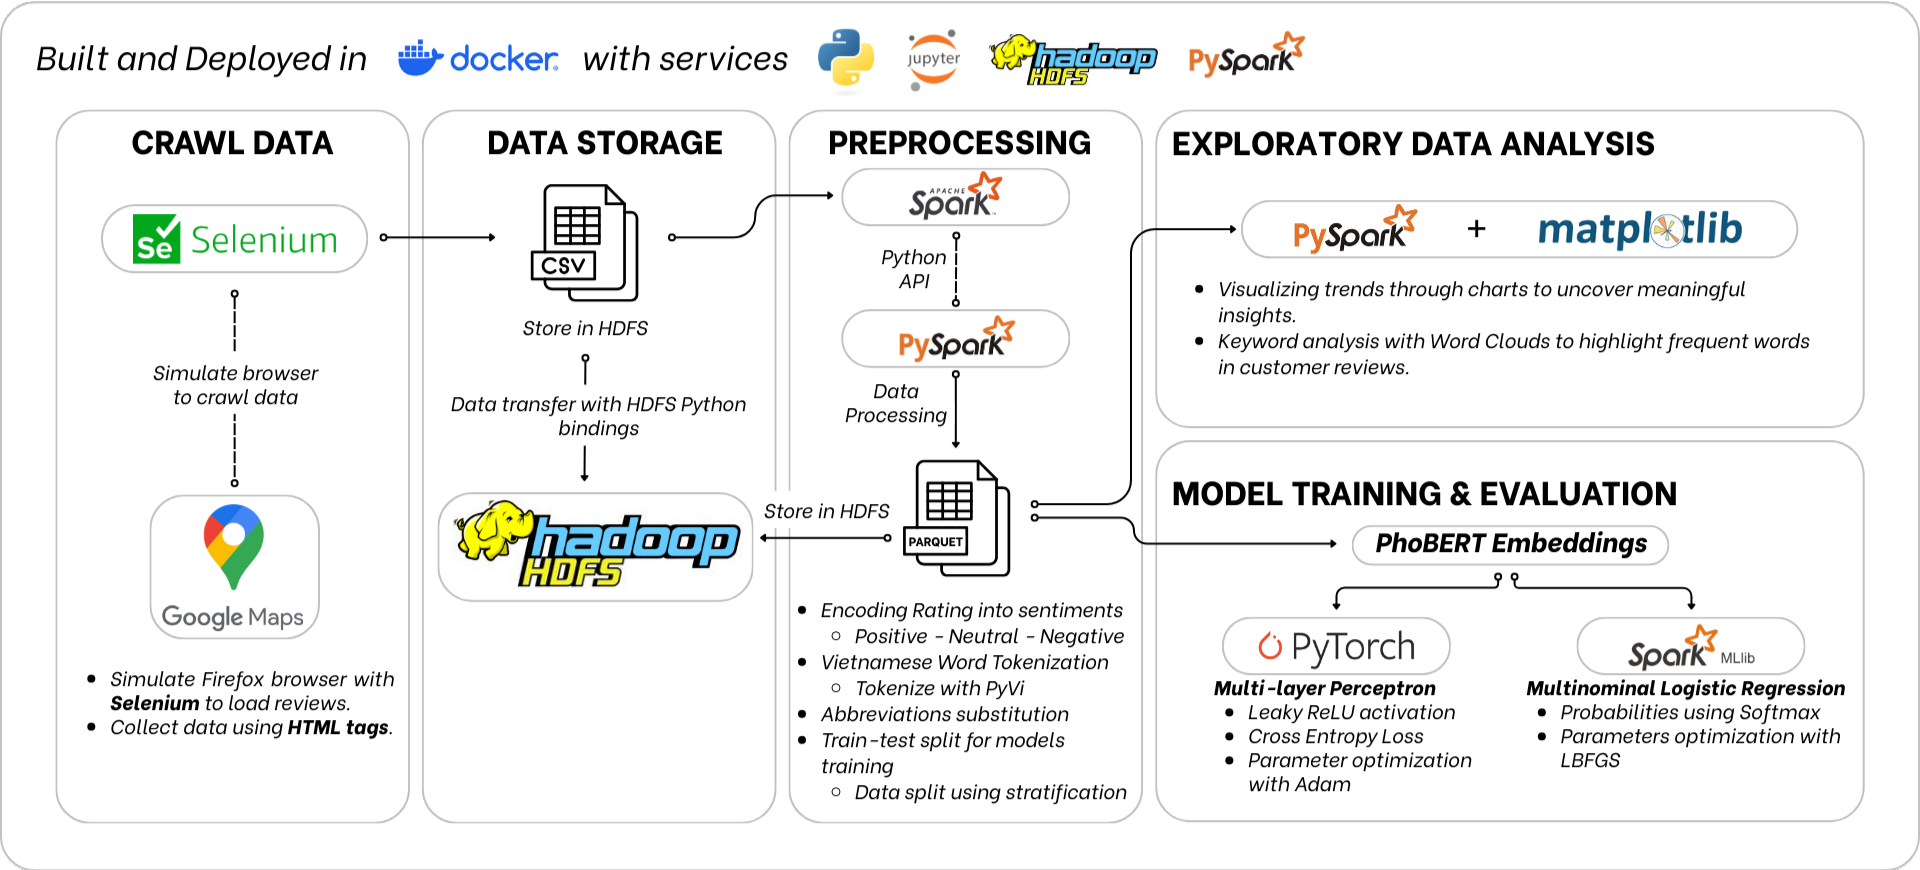 Built and Deployed in docker. with services jupyter hadoop HDFS PySpark
CRAWL DATA
Se Selenium
Simulate browser
to crawl data
Google Maps
• Simulate Firefox browser with
Selenium to load reviews.
• Collect data using HTML tags.
DATA STORAGE
CSV
Store in HDFS
Data transfer with HDFS Python
bindings
hadoop
HDFS
PREPROCESSING
APACHE
Spark
Python
API
PySpark
Data
Processing
Store in HDFS
PARQUET
• Encoding Rating into sentiments
○ Positive - Neutral - Negative
• Vietnamese Word Tokenization
○ Tokenize with PyVi
• Abbreviations substitution
• Train-test split for models
training
○ Data split using stratification
EXPLORATORY DATA ANALYSIS
PySpark + matplotlib
• Visualizing trends through charts to uncover meaningful
insights.
• Keyword analysis with Word Clouds to highlight frequent words
in customer reviews.
MODEL TRAINING & EVALUATION
PhoBERT Embeddings
PyTorch
Multi-layer Perceptron
• Leaky ReLU activation
• Cross Entropy Loss
• Parameter optimization
with Adam
Spark MLlib
Multinominal Logistic Regression
• Probabilities using Softmax
• Parameters optimization with
LBFGS